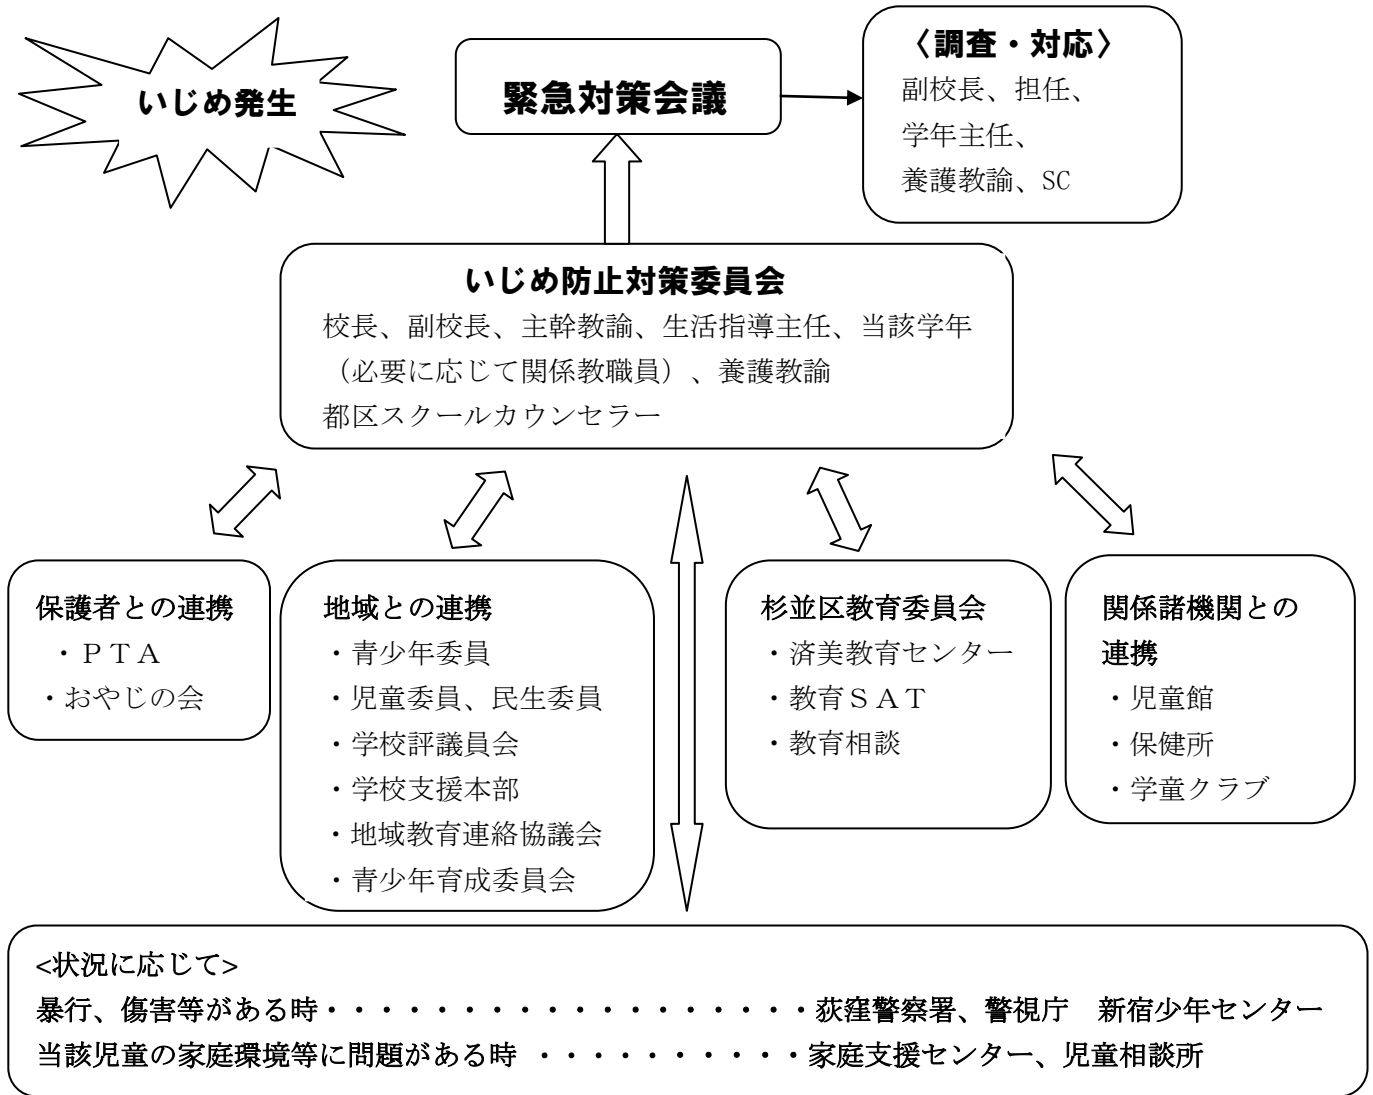 いじめ発生
緊急対策会議
〈調査・対応〉
副校長、担任、
学年主任、
養護教諭、SC
いじめ防止対策委員会
校長、副校長、主幹教諭、生活指導主任、当該学年
（必要に応じて関係教職員）、養護教諭
都区スクールカウンセラー
保護者との連携
・ＰＴＡ
・おやじの会
地域との連携
・青少年委員
・児童委員、民生委員
・学校評議員会
・学校支援本部
・地域教育連絡協議会
・青少年育成委員会
杉並区教育委員会
・済美教育センター
・教育ＳＡＴ
・教育相談
関係諸機関との
連携
・児童館
・保健所
・学童クラブ
<状況に応じて>
暴行、傷害等がある時・・・・・・・・・・・・・・・・・・荻窪警察署、警視庁　新宿少年センター
当該児童の家庭環境等に問題がある時 ・・・・・・・・・・家庭支援センター、児童相談所